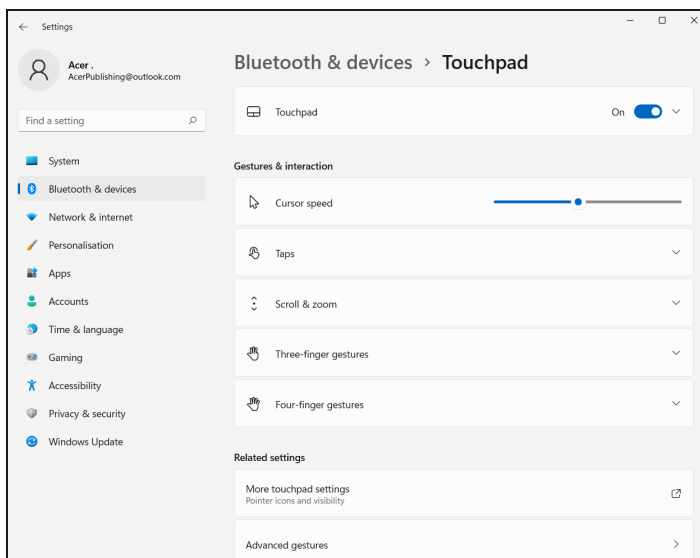 Settings
Acer .
AcerPublishing@outlook.com
Find a setting
System
Bluetooth & devices
Network & internet
Personalisation
Apps
Accounts
Time & language
Gaming
Accessibility
Privacy & security
Windows Update
Bluetooth & devices > Touchpad
Touchpad On
Gestures & interaction
Cursor speed
Taps
Scroll & zoom
Three-finger gestures
Four-finger gestures
Related settings
More touchpad settings
Pointer icons and visibility
Advanced gestures